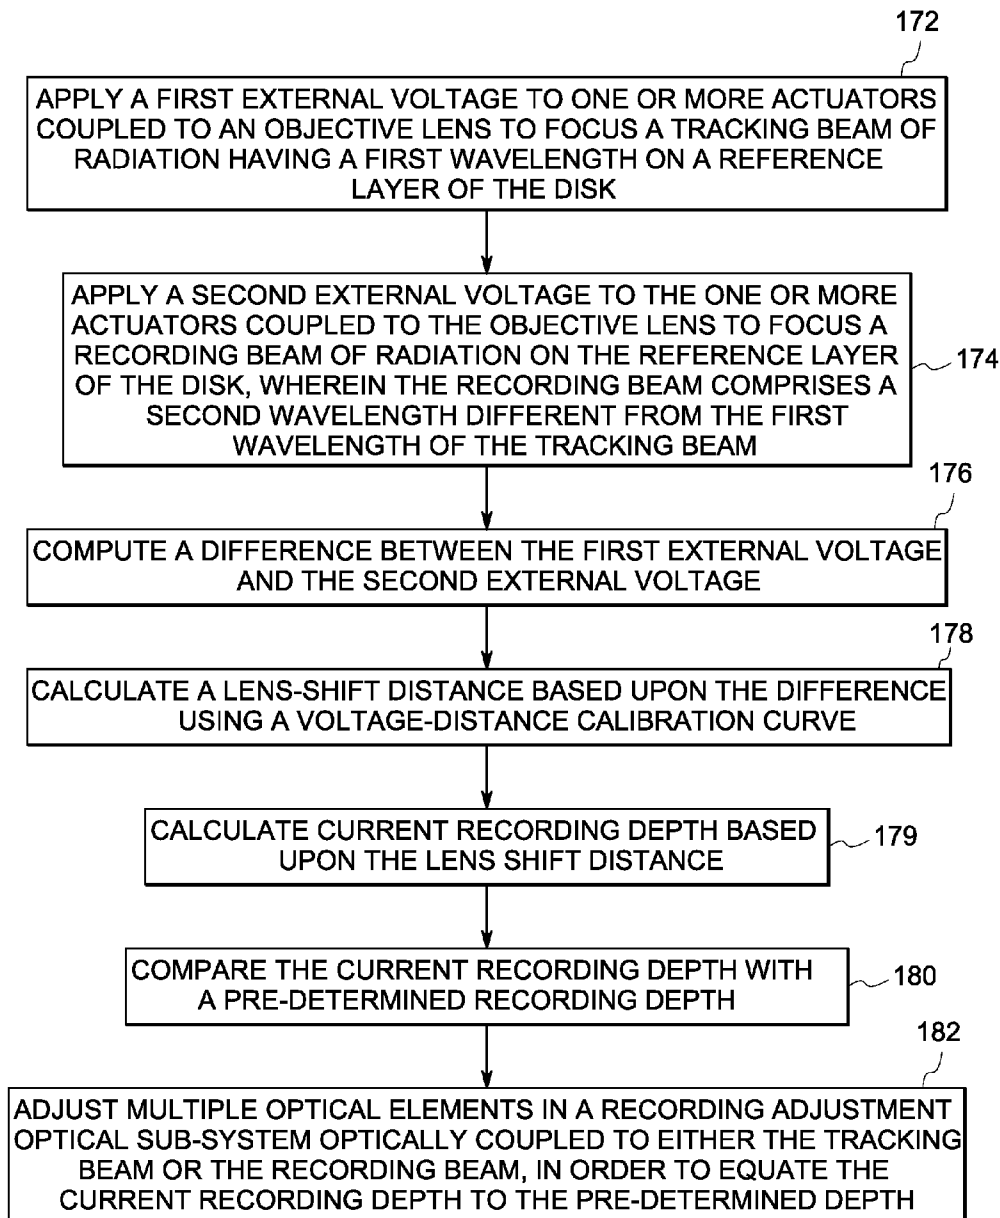 172
APPLY A FIRST EXTERNAL VOLTAGE TO ONE OR MORE ACTUATORS
COUPLED TO AN OBJECTIVE LENS TO FOCUS A TRACKING BEAM OF
RADIATION HAVING A FIRST WAVELENGTH ON A REFERENCE
LAYER OF THE DISK
APPLY A SECOND EXTERNAL VOLTAGE TO THE ONE OR MORE
ACTUATORS COUPLED TO THE OBJECTIVE LENS TO FOCUS A
RECORDING BEAM OF RADIATION ON THE REFERENCE LAYER
OF THE DISK, WHEREIN THE RECORDING BEAM COMPRISES A
SECOND WAVELENGTH DIFFERENT FROM THE FIRST
WAVELENGTH OF THE TRACKING BEAM
174
176
COMPUTE A DIFFERENCE BETWEEN THE FIRST EXTERNAL VOLTAGE
AND THE SECOND EXTERNAL VOLTAGE
178
CALCULATE A LENS-SHIFT DISTANCE BASED UPON THE DIFFERENCE
USING A VOLTAGE-DISTANCE CALIBRATION CURVE
CALCULATE CURRENT RECORDING DEPTH BASED
UPON THE LENS SHIFT DISTANCE
179
COMPARE THE CURRENT RECORDING DEPTH WITH
A PRE-DETERMINED RECORDING DEPTH
180
182
ADJUST MULTIPLE OPTICAL ELEMENTS IN A RECORDING ADJUSTMENT
OPTICAL SUB-SYSTEM OPTICALLY COUPLED TO EITHER THE TRACKING
BEAM OR THE RECORDING BEAM, IN ORDER TO EQUATE THE
CURRENT RECORDING DEPTH TO THE PRE-DETERMINED DEPTH